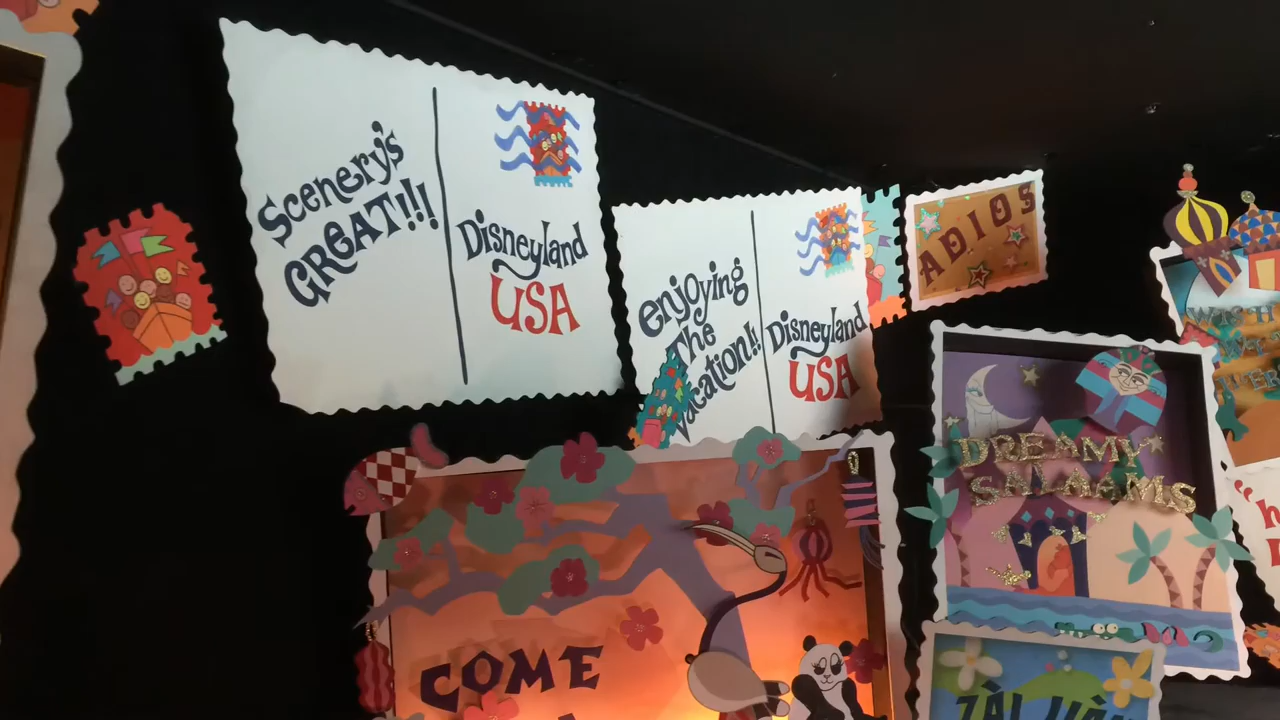 Scenery's
GREAT!!!
Disneyland
USA
enjoying
The
vacation!!
Disneyland
USA
ADIOS
DREAMY
SALAAMS
COME